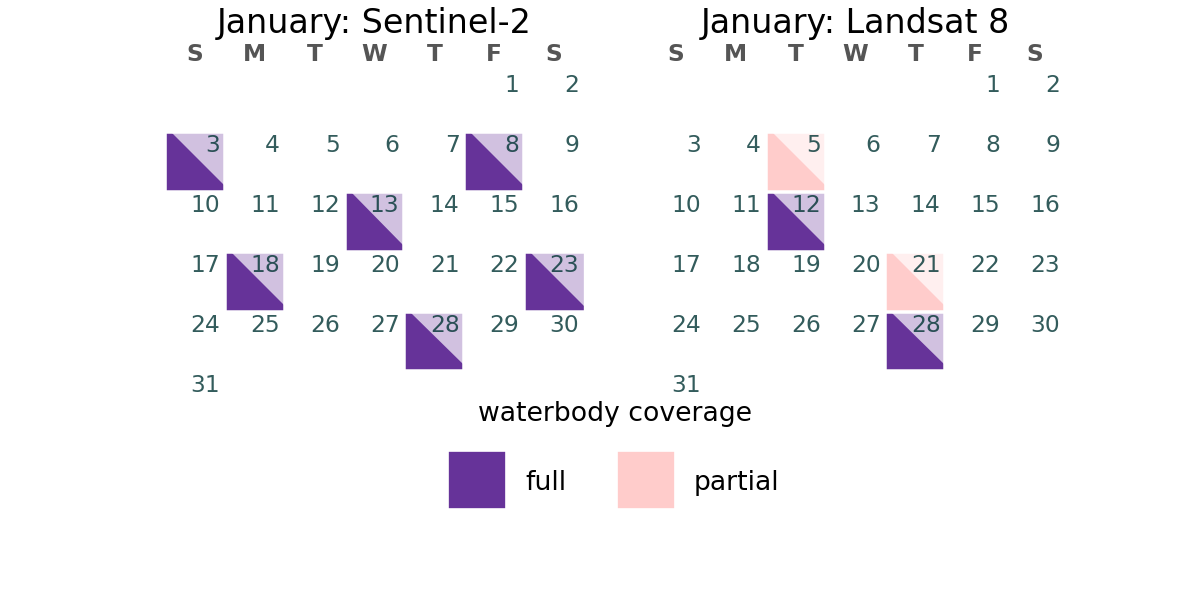 January: Sentinel-2
S M T W T F S
1 2
3 4 5 6 7 8 9
10 11 12 13 14 15 16
17 18 19 20 21 22 23
24 25 26 27 28 29 30
31
January: Landsat 8
S M T W T F S
1 2
3 4 5 6 7 8 9
10 11 12 13 14 15 16
17 18 19 20 21 22 23
24 25 26 27 28 29 30
31
waterbody coverage
full partial